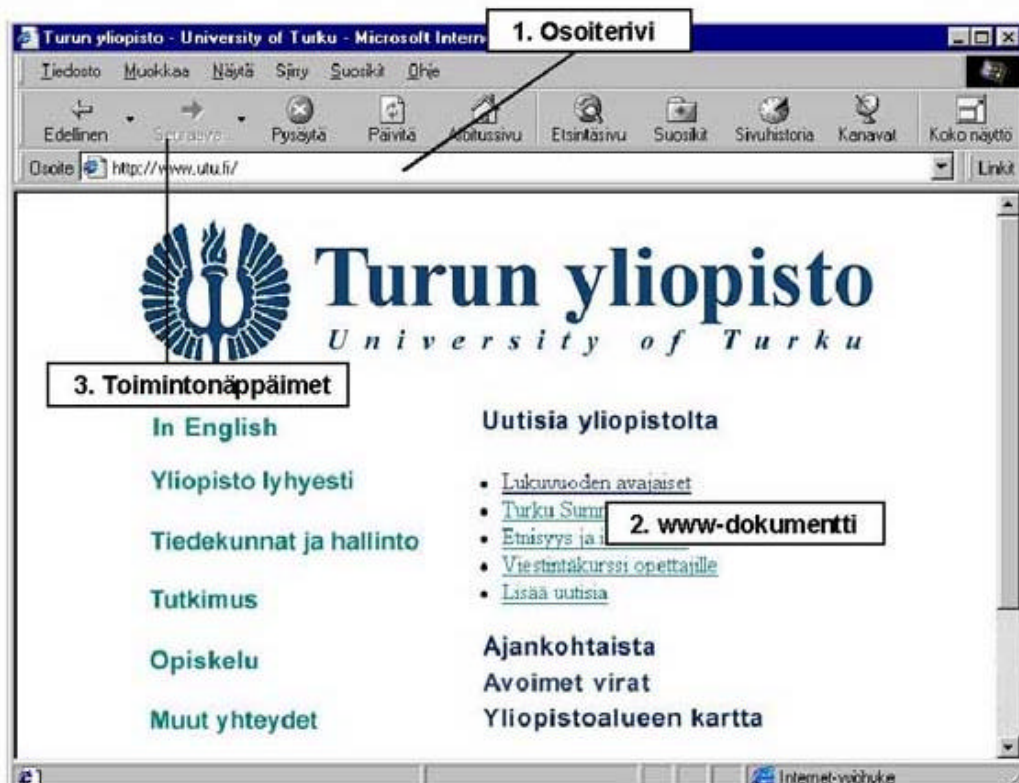 Turun yliopisto - University of Turku - Microsoft
1. Osoiterivi
Tiedosto Muokkaa Näytä Siirry Suosikit Ohje
Edellinen Seuraava Pysäytä Päivitä Etsintäsivu Suosikit Sivuhistoria Kanavat Koko näyttö
Osoite http://www.utu.fi/ Linkit
Turun yliopisto
University of Turku
3. Toimintonäppäimet
In English
Yliopisto lyhyesti
Tiedekunnat ja hallinto
Tutkimus
Opiskelu
Muut yhteydet
Uutisia yliopistolta
Lukuvuoden avajaiset
Turku
2. www-dokumentti
Etnisyys ja
Viestintäkurssi opettajille
Lisää uutisia
Ajankohtaista
Avoimet virat
Yliopistoalueen kartta
Internet-vyöhyke